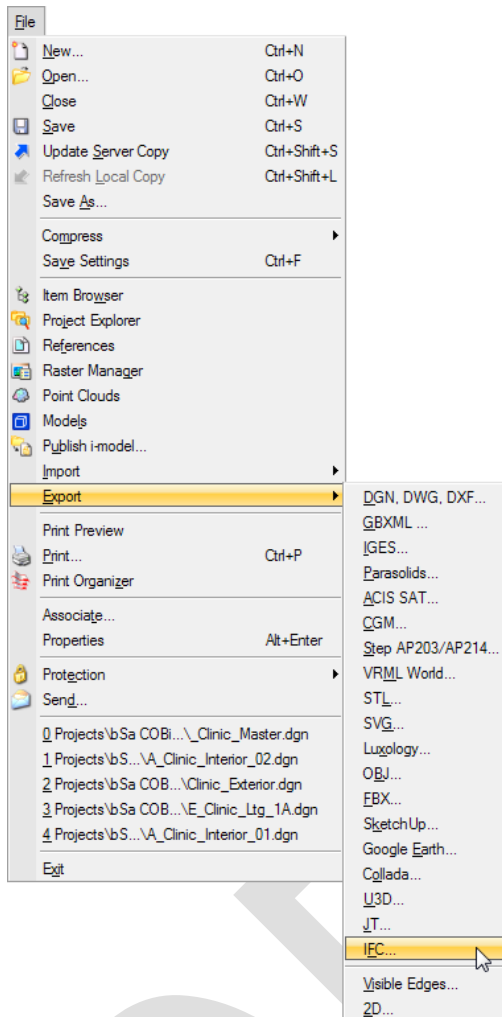 File
New... Ctrl+N
Open... Ctrl+O
Close Ctrl+W
Save Ctrl+S
Update Server Copy Ctrl+Shift+S
Refresh Local Copy Ctrl+Shift+L
Save As...
Compress
Save Settings Ctrl+F
Item Browser
Project Explorer
References
Raster Manager
Point Clouds
Models
Publish i-model...
Import
Export
Print Preview
Print... Ctrl+P
Print Organizer
Associate...
Properties Alt+Enter
Protection
Send...
0 Projects\bSa COBi...\_Clinic_Master.dgn
1 Projects\bS...\A_Clinic_Interior_02.dgn
2 Projects\bSa COB...\Clinic_Exterior.dgn
3 Projects\bSa COB...\E_Clinic_Ltg_1A.dgn
4 Projects\bS...\A_Clinic_Interior_01.dgn
Exit
DGN, DWG, DXF...
GBXML ...
IGES...
Parasolids...
ACIS SAT...
CGM...
Step AP203/AP214...
VRML World...
STL...
SVG...
Luxology...
OBJ...
FBX...
SketchUp...
Google Earth...
Collada...
U3D...
JT...
IFC...
Visible Edges...
2D...